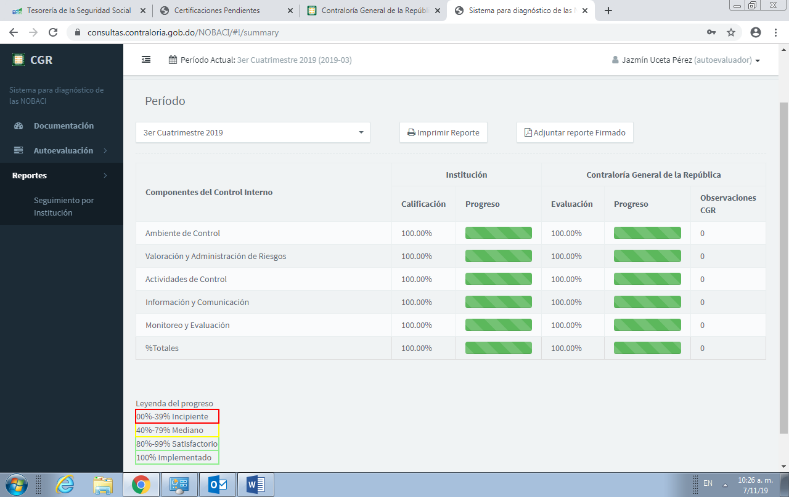 Tesorería de la Seguridad Social
Certificaciones Pendientes
Contraloría General de la Repúbl
Sistema para diagnóstico de las
consultas.contraloria.gob.do/NOBACI/#!/summary
CGR
Período Actual: 3er Cuatrimestre 2019 (2019-03)
Jazmín Uceta Pérez (autoevaluador)
Sistema para diagnóstico de
las NOBACI
Documentación
Autoevaluación
Reportes
Seguimiento por
Institución
Período
3er Cuatrimestre 2019
Imprimir Reporte
Adjuntar reporte Firmado
Componentes del Control Interno
Institución
Contraloría General de la República
Calificación Progreso Evaluación Progreso Observaciones
CGR
Ambiente de Control 100.00% 100.00% 0
Valoración y Administración de Riesgos 100.00% 100.00% 0
Actividades de Control 100.00% 100.00% 0
Información y Comunicación 100.00% 100.00% 0
Monitoreo y Evaluación 100.00% 100.00% 0
%Totales 100.00% 100.00% 0
Leyenda del progreso
00%-39% Incipiente
40%-79% Mediano
80%-99% Satisfactorio
100% Implementado
EN
10:26 a. m.
7/11/19